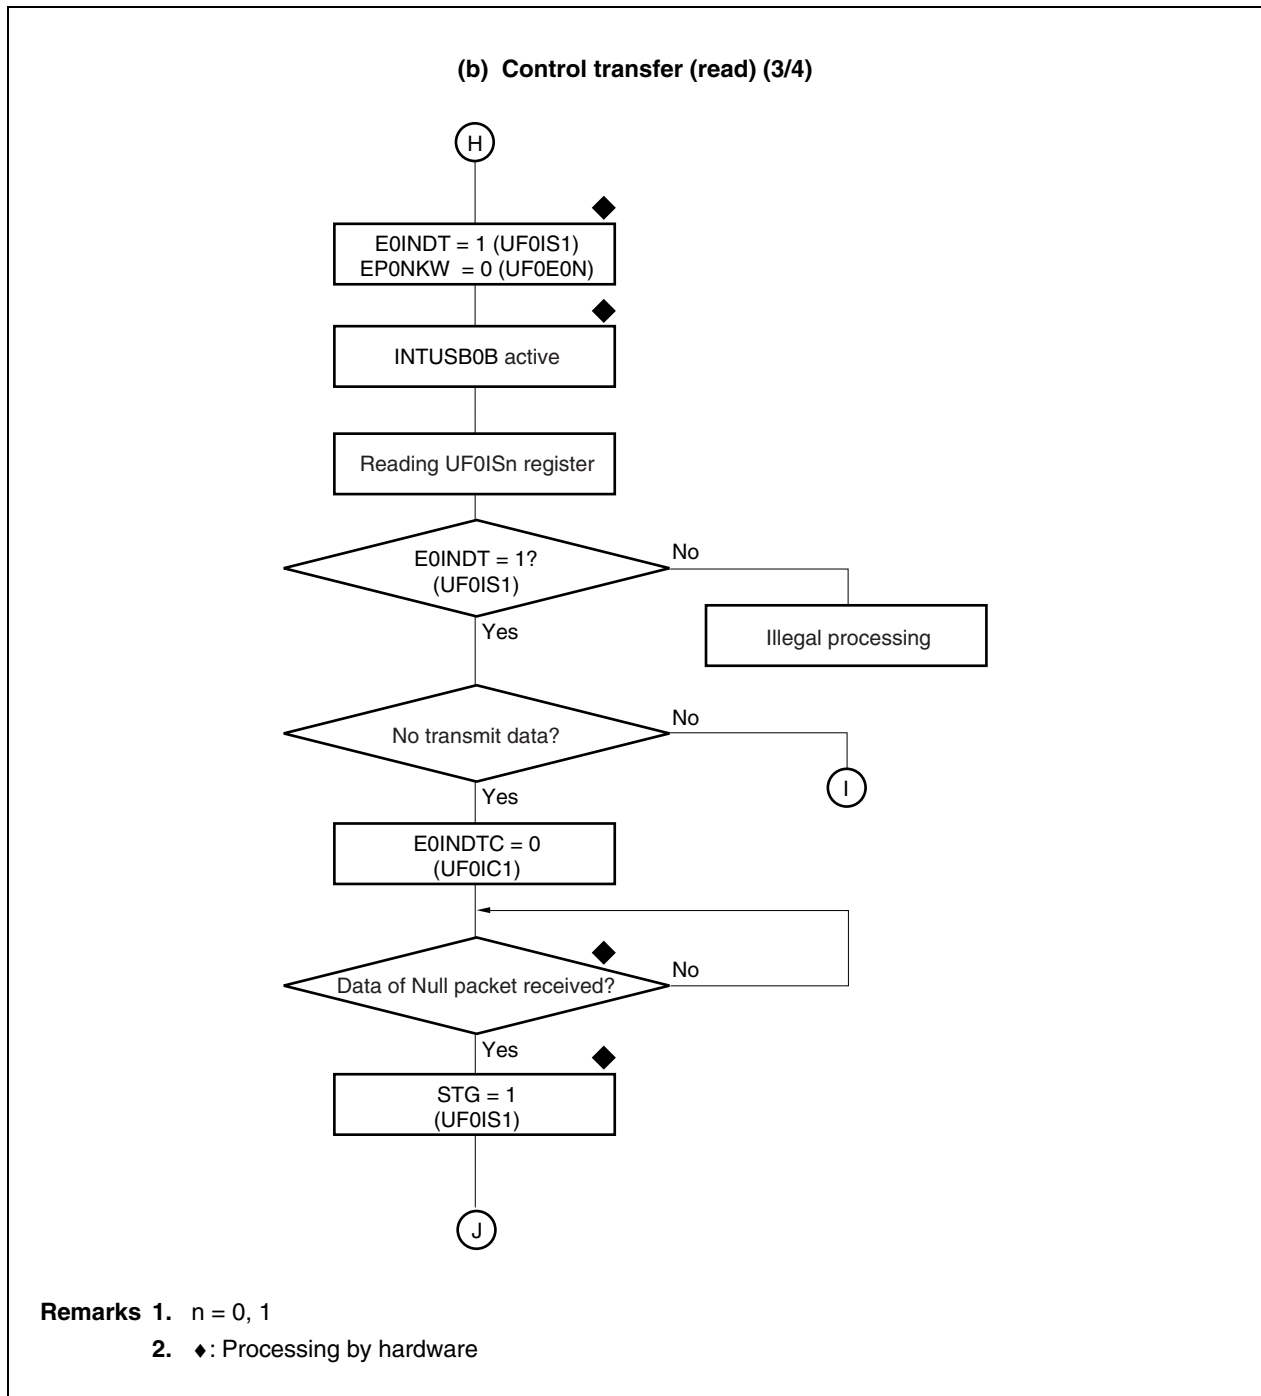 (b) Control transfer (read) (3/4)
H
E0INDT = 1 (UF0IS1)
EP0NKW = 0 (UF0E0N)
INTUSB0B active
Reading UF0ISn register
E0INDT = 1?
(UF0IS1)
No
Illegal processing
Yes
No transmit data?
No
I
Yes
E0INDTC = 0
(UF0IC1)
Data of Null packet received?
No
Yes
STG = 1
(UF0IS1)
J
Remarks 1. n = 0, 1
2. ◆: Processing by hardware